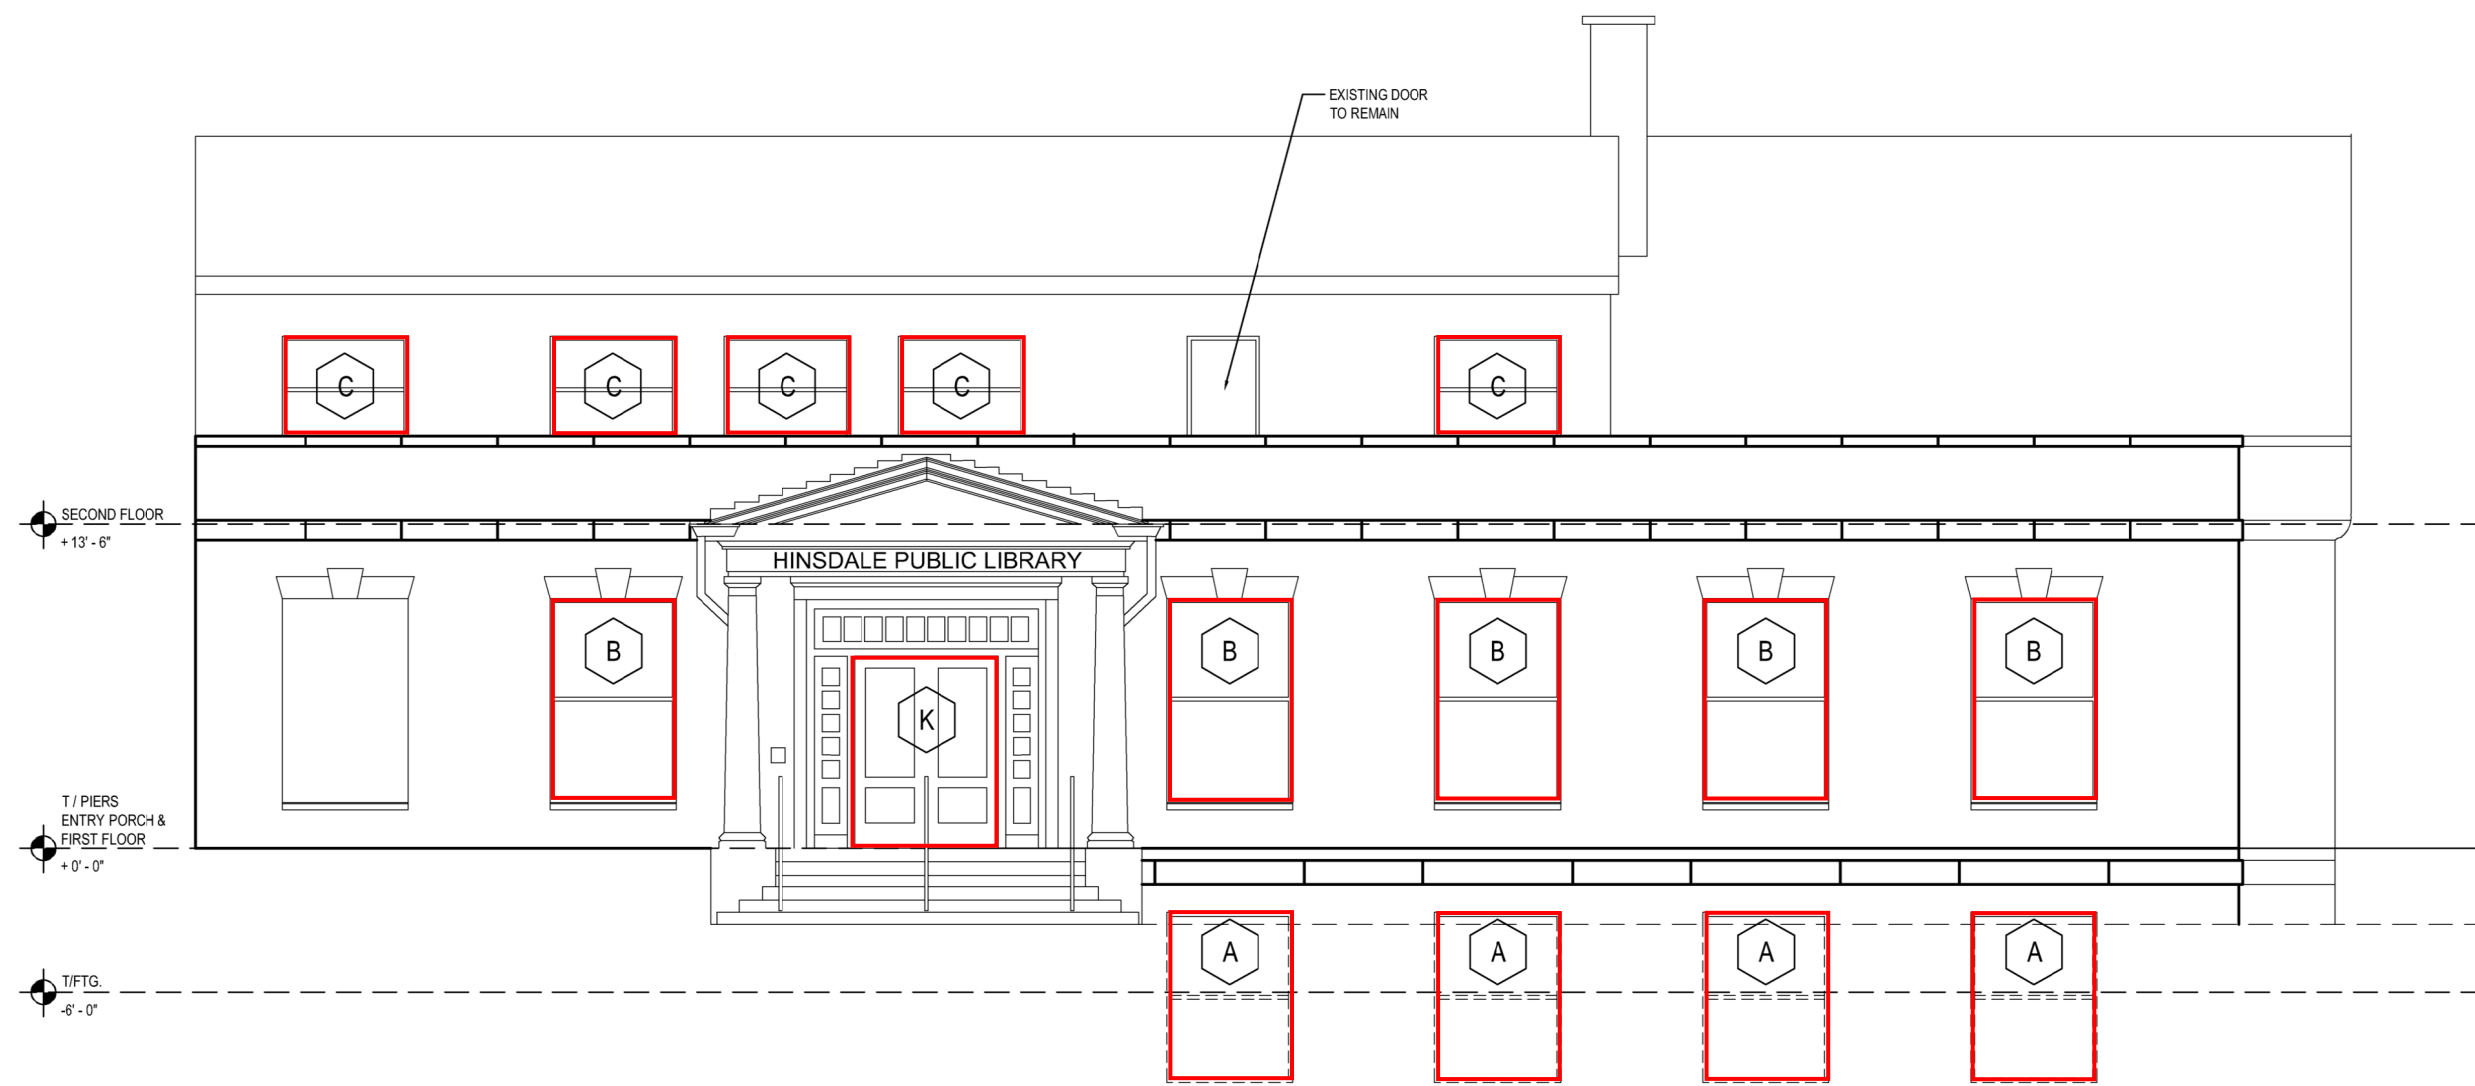 EXISTING DOOR
TO REMAIN
C C C C C
SECOND FLOOR
+ 13' - 6"
HINSDALE PUBLIC LIBRARY
B B B B B
K
T / PIERS
ENTRY PORCH &
FIRST FLOOR
+ 0' - 0"
A A A A
T/FTG.
-6' - 0"